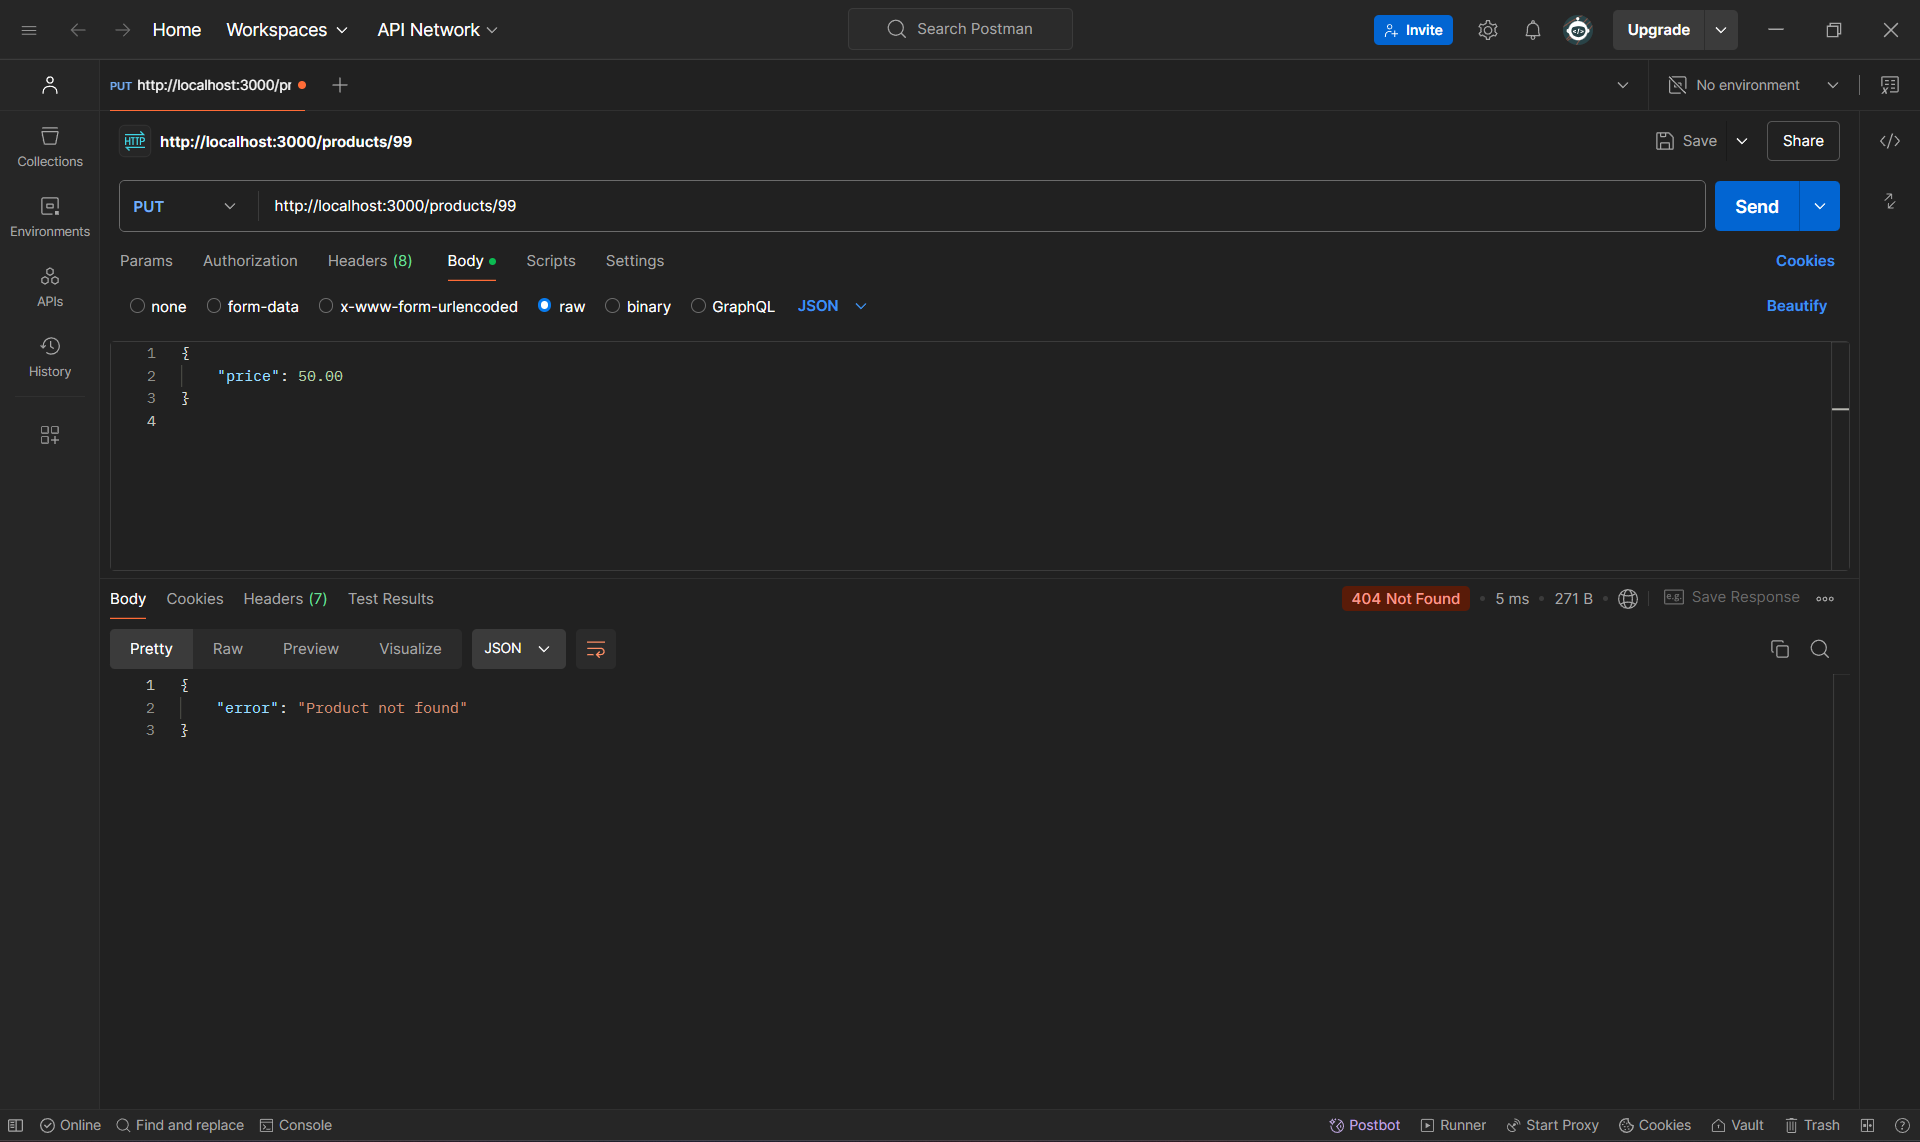 Home Workspaces API Network Search Postman Invite Upgrade
PUT http://localhost:3000/pr No environment
HTTP http://localhost:3000/products/99 Save Share
PUT http://localhost:3000/products/99 Send
Params Authorization Headers (8) Body Scripts Settings Cookies
none form-data x-www-form-urlencoded raw binary GraphQL JSON Beautify
1 {
2 "price": 50.00
3 }
4
Collections
Environments
APIs
History
Body Cookies Headers (7) Test Results 404 Not Found • 5 ms • 271 B • e.g. Save Response
Pretty Raw Preview Visualize JSON
1 {
2 "error": "Product not found"
3 }
Online Find and replace Console Postbot Runner Start Proxy Cookies Vault Trash